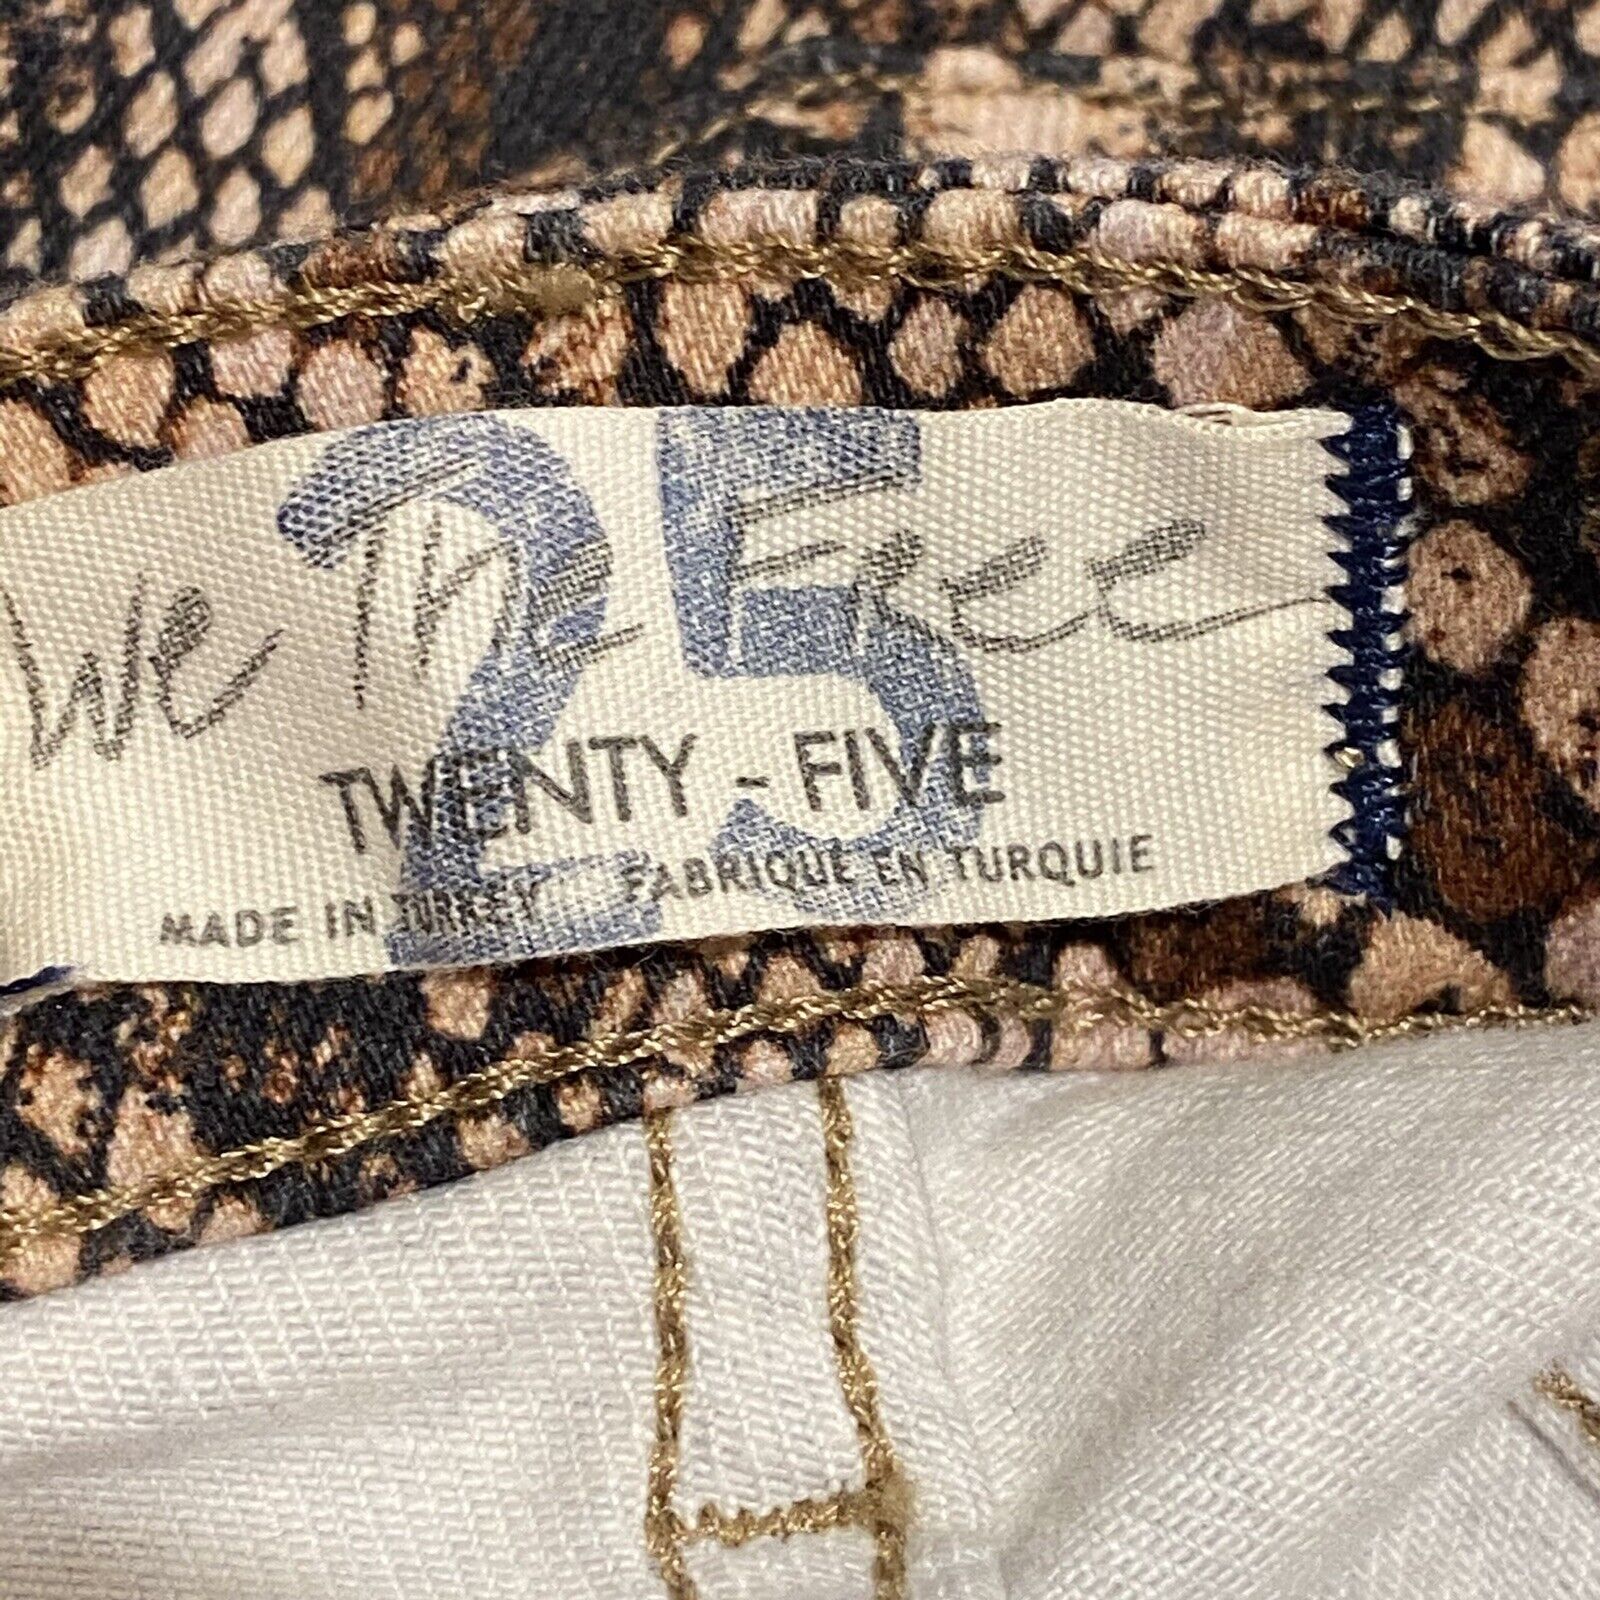 We The Free
25
TWENTY - FIVE
MADE IN TURKEY FABRIQUE EN TURQUIE